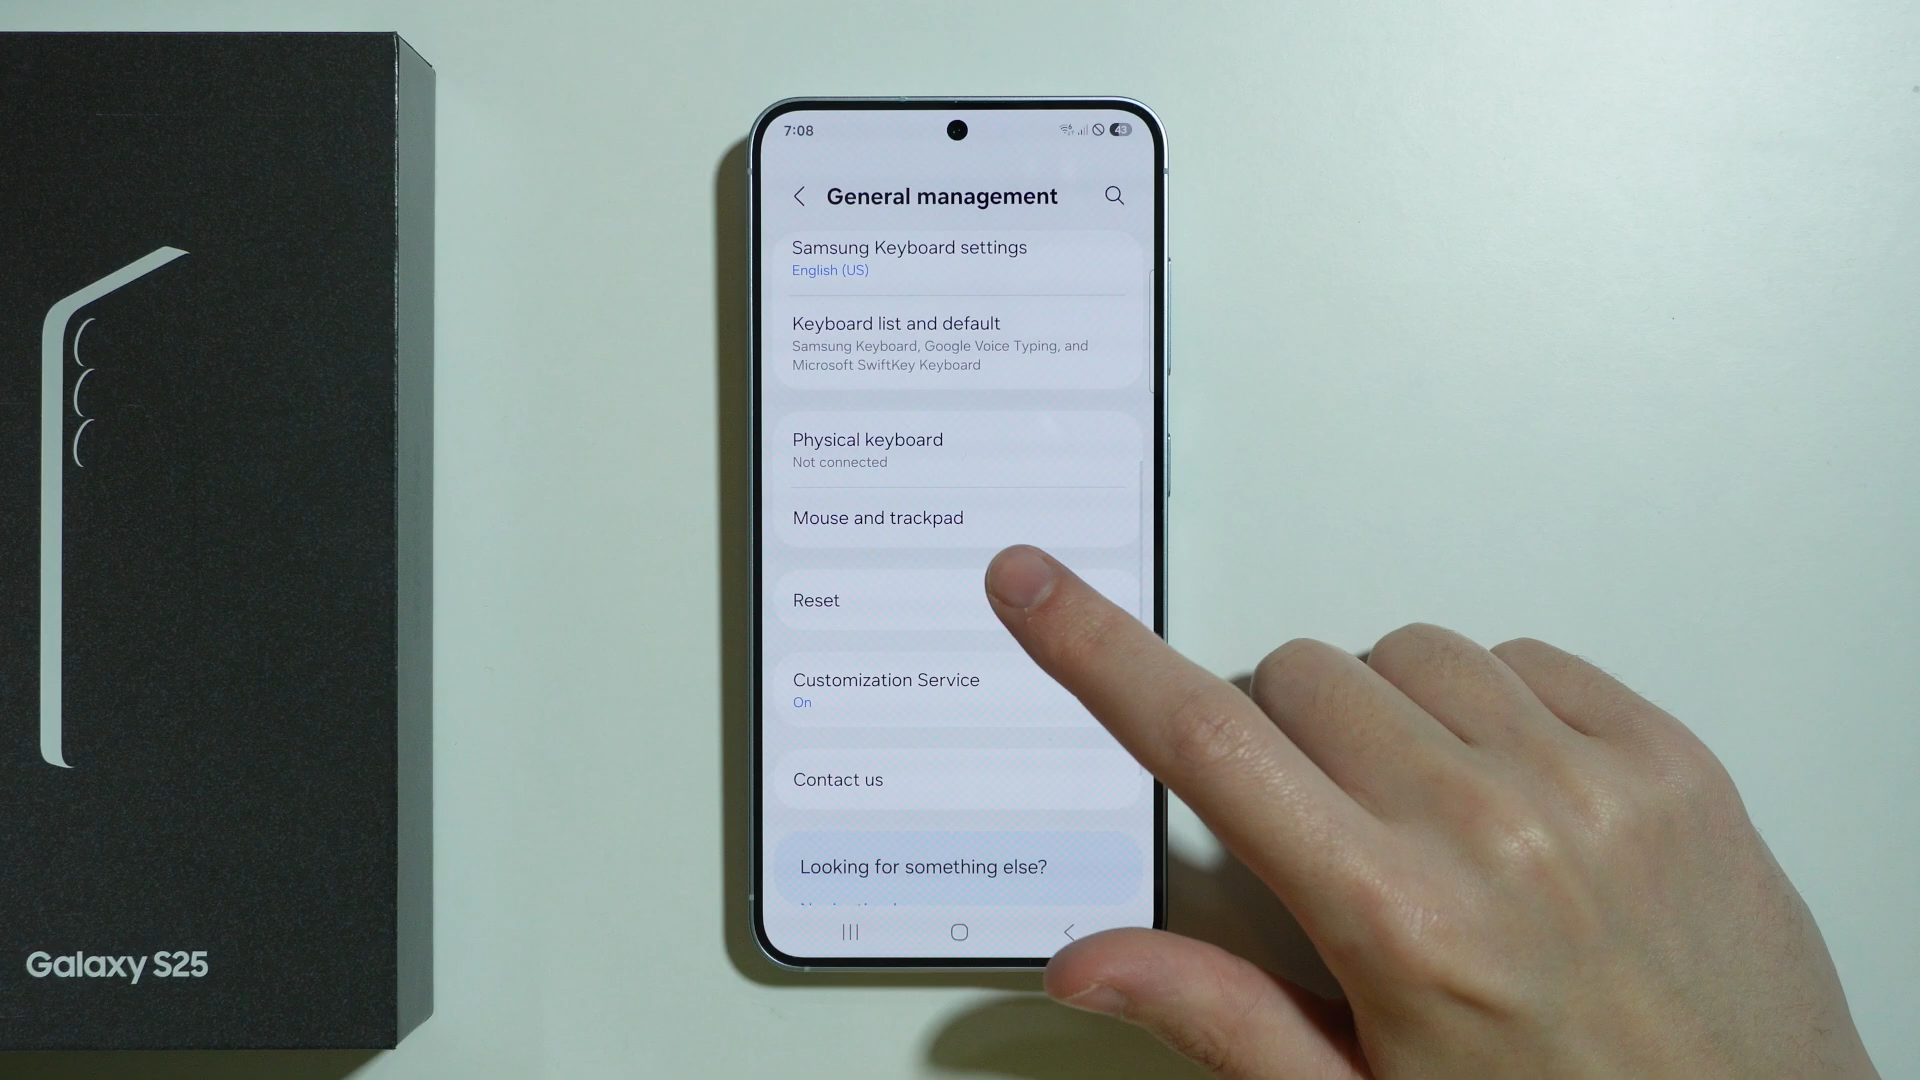 7:08
43
General management
Samsung Keyboard settings
English (US)
Keyboard list and default
Samsung Keyboard, Google Voice Typing, and
Microsoft SwiftKey Keyboard
Physical keyboard
Not connected
Mouse and trackpad
Reset
Customization Service
On
Contact us
Looking for something else?
Galaxy S25